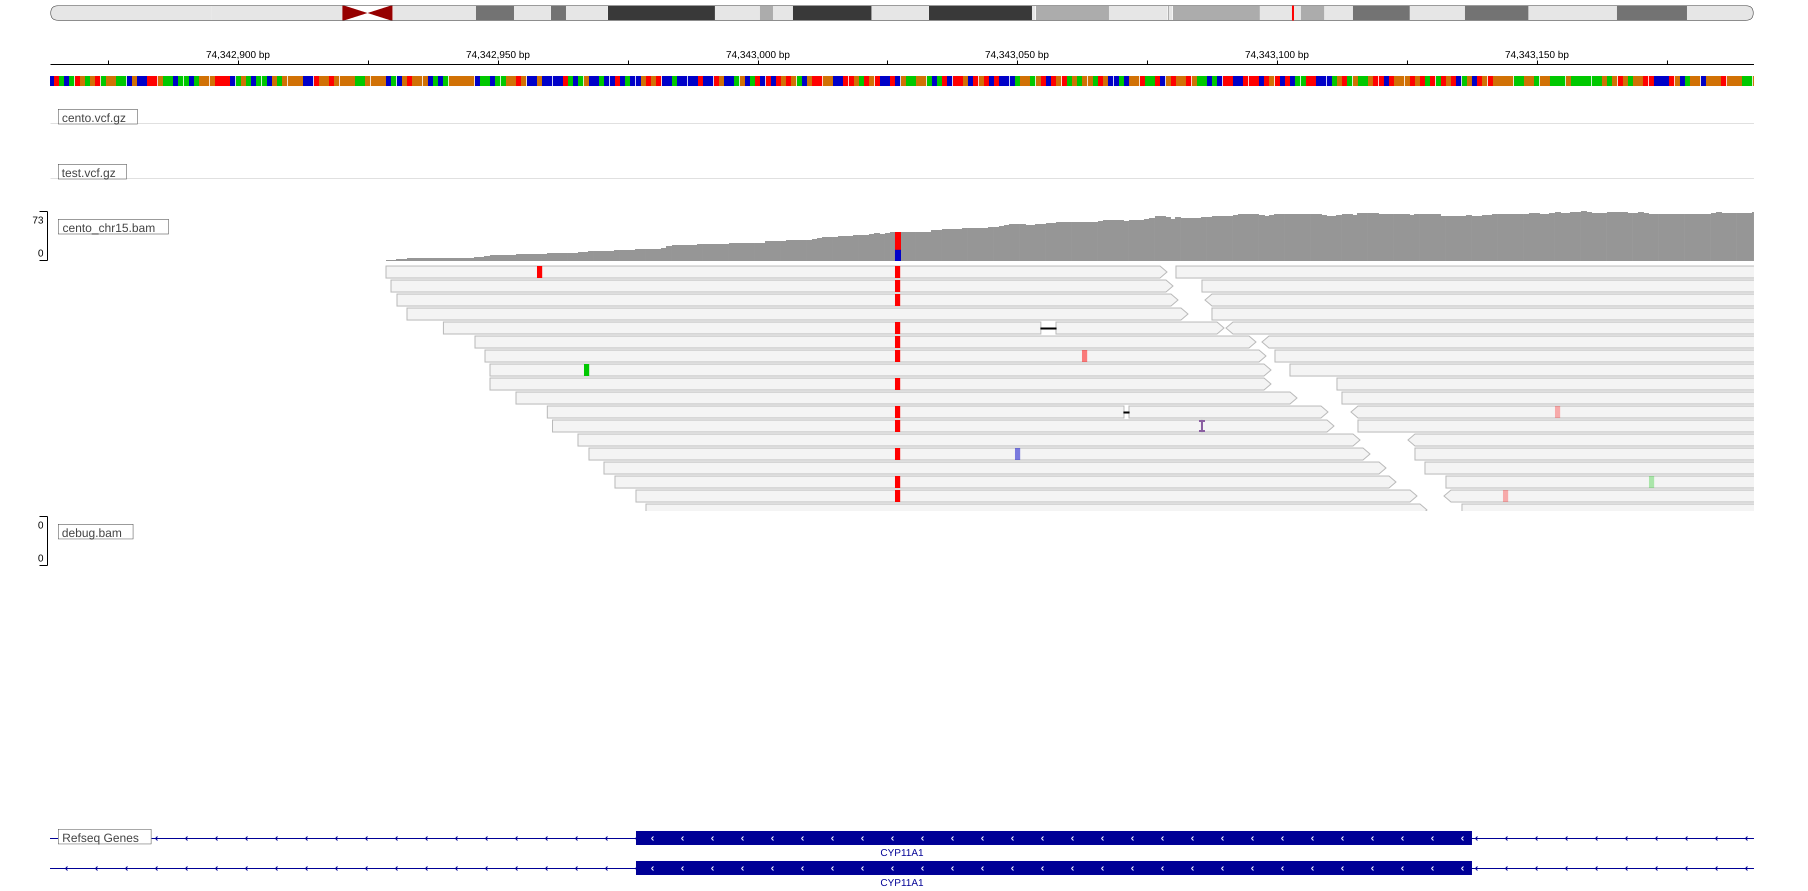 74,342,900 bp 74,342,950 bp 74,343,000 bp 74,343,050 bp 74,343,100 bp 74,343,150 bp
cento.vcf.gz
test.vcf.gz
73
cento_chr15.bam
0
0
debug.bam
0
Refseq Genes
CYP11A1
CYP11A1